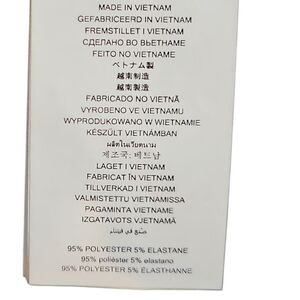 MADE IN VIETNAM
GEFABRICEERD IN VIETNAM
FREMSTILLET I VIETNAM
СДЕЛАНО ВО ВЬЕТНАМЕ
FEITO NO VIETNAME
ベトナム製
越南制造
越南製造
FABRICADO NO VIETNÃ
VYROBENO VE VIETNAMU
WYPRODUKOWANO W WIETNAMIE
KÉSZÜLT VIETNÁMBAN
ผลิตในเวียดนาม
제조국: 베트남
LAGET I VIETNAM
FABRICAT ÎN VIETNAM
TILLVERKAD I VIETNAM
VALMISTETTU VIETNAMISSA
PAGAMINTA VIETNAME
IZGATAVOTS VJETNAMĀ
صنع في فيتنام
95% POLYESTER 5% ELASTANE
95% poliéster 5% elastano
95% POLYESTER 5% ÉLASTHANNE